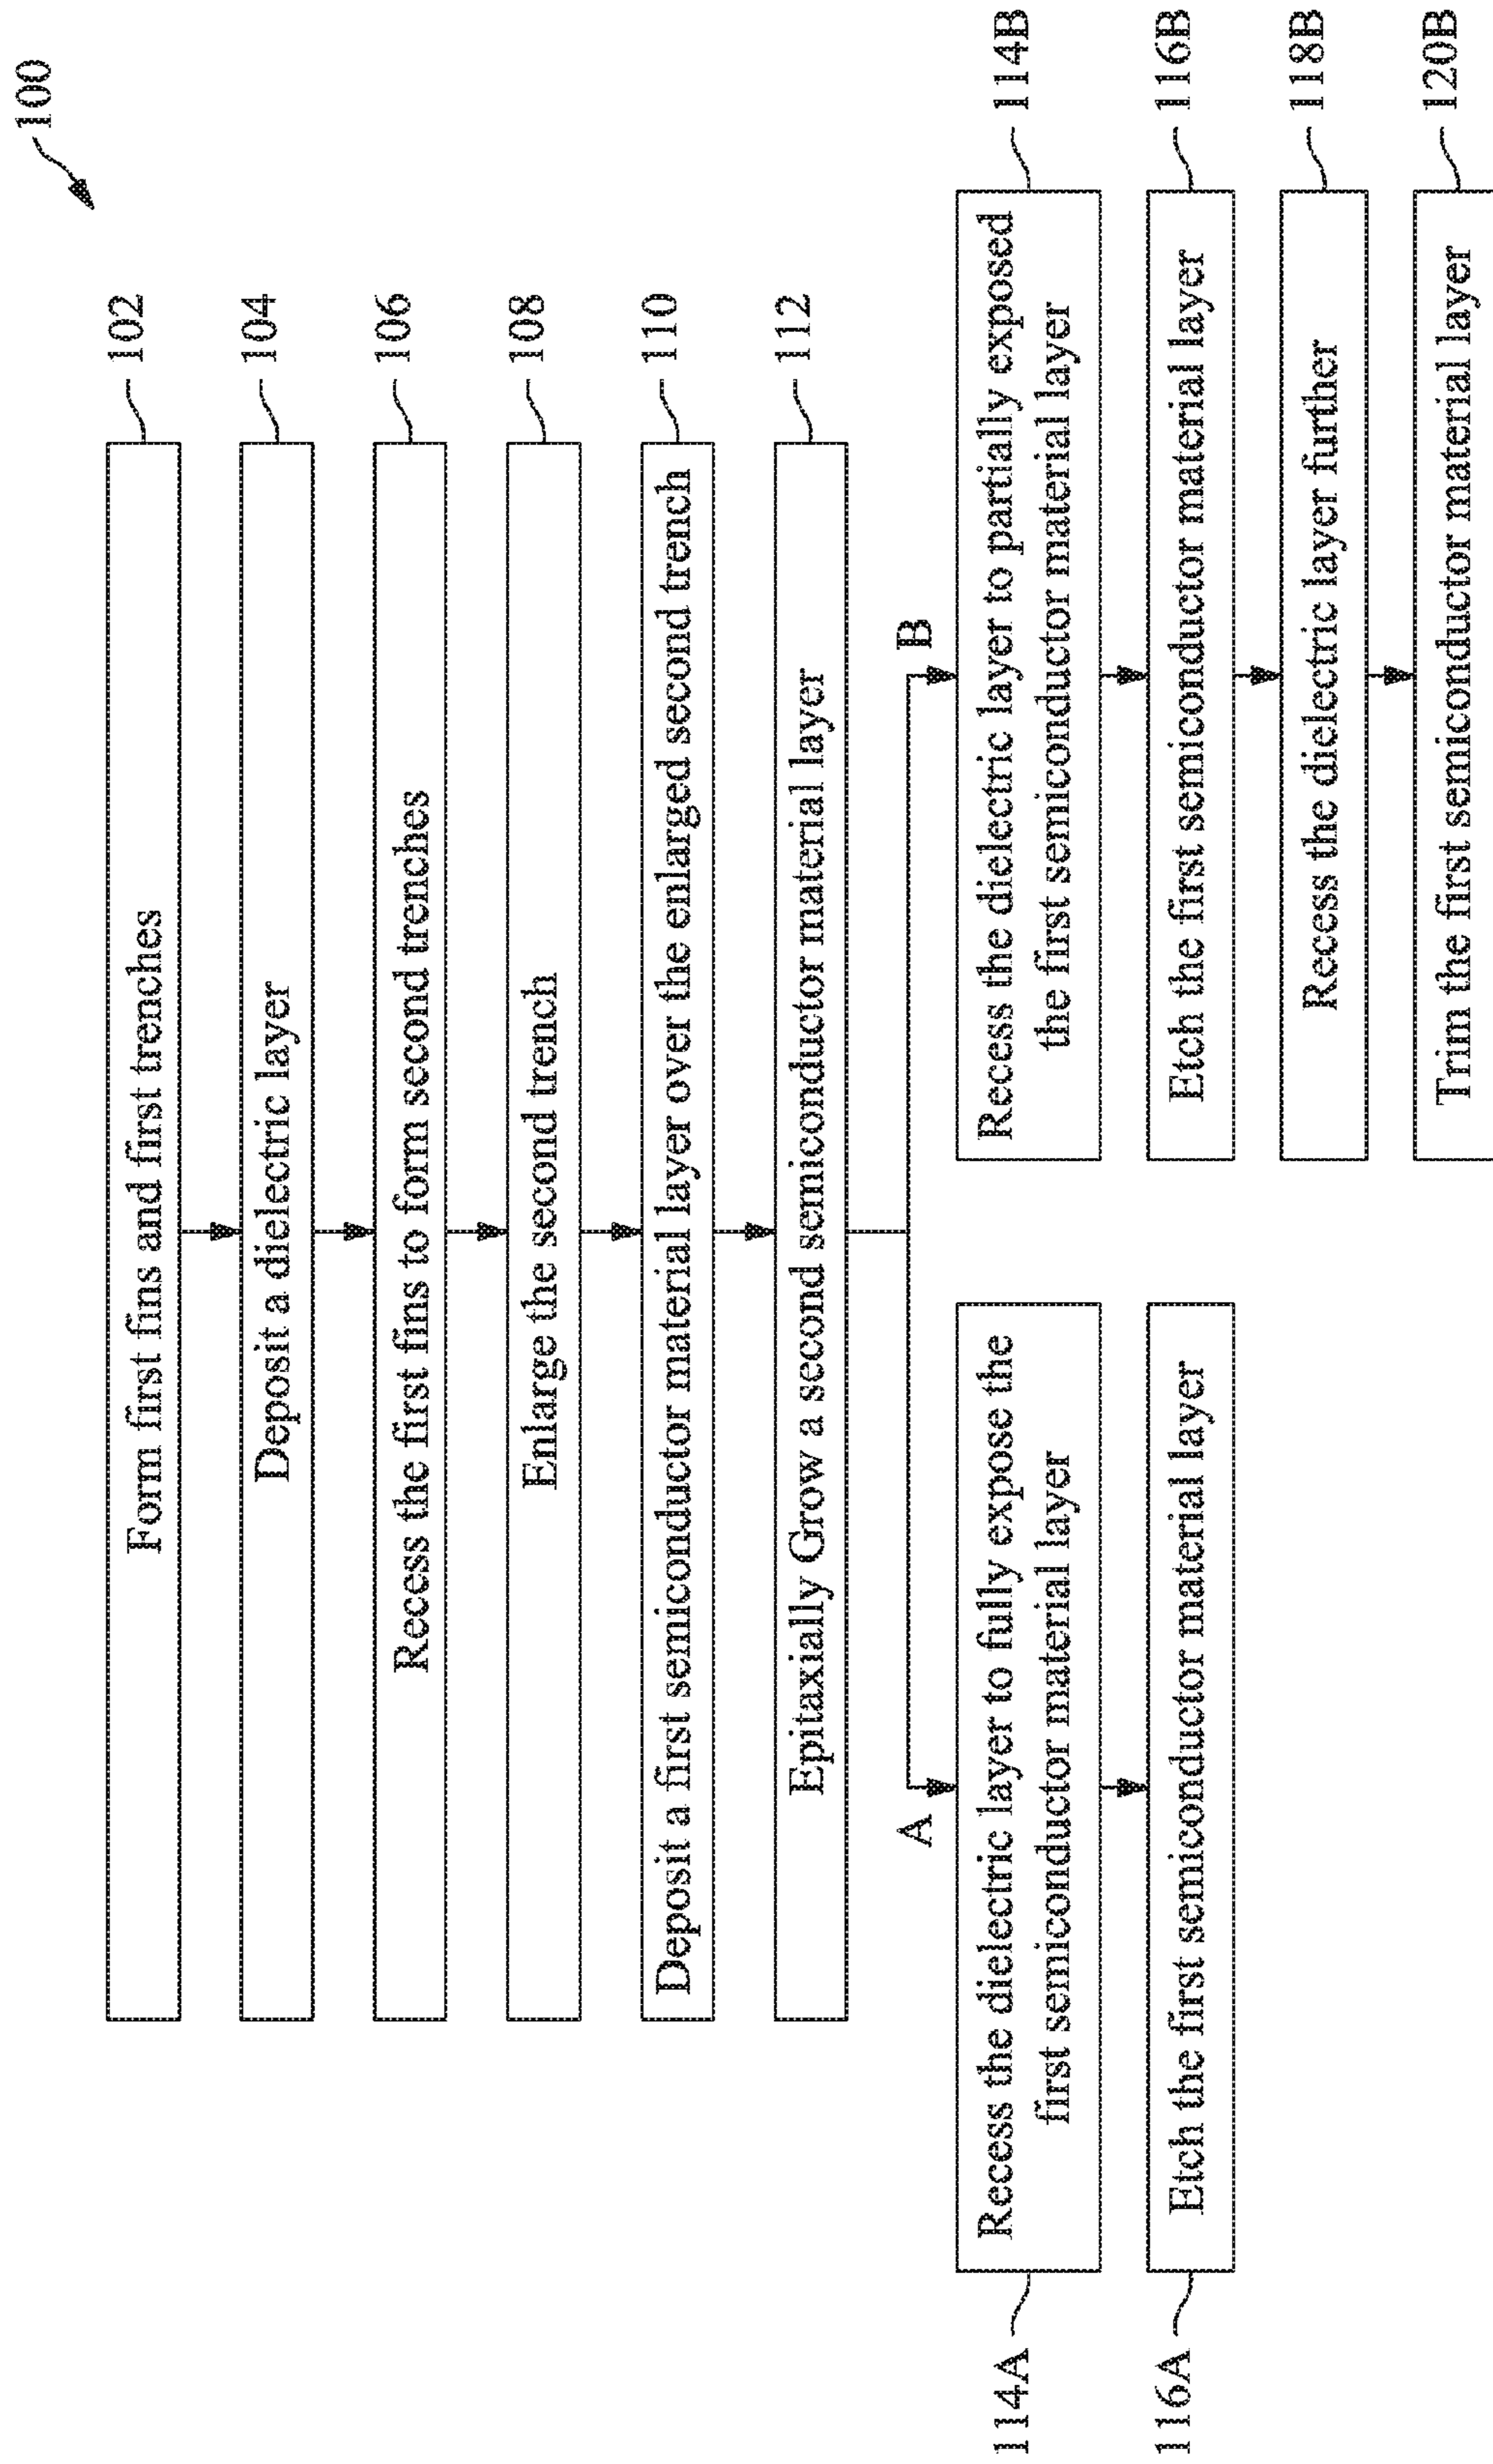 100
Form first fins and first trenches
102
Deposit a dielectric layer
104
Recess the first fins to form second trenches
106
Enlarge the second trench
108
Deposit a first semiconductor material layer over the enlarged second trench
110
Epitaxially Grow a second semiconductor material layer
112
A
B
114A
Recess the dielectric layer to fully expose the
first semiconductor material layer
116A
Etch the first semiconductor material layer
Recess the dielectric layer to partially exposed
the first semiconductor material layer
114B
Etch the first semiconductor material layer
116B
Recess the dielectric layer further
118B
Trim the first semiconductor material layer
120B